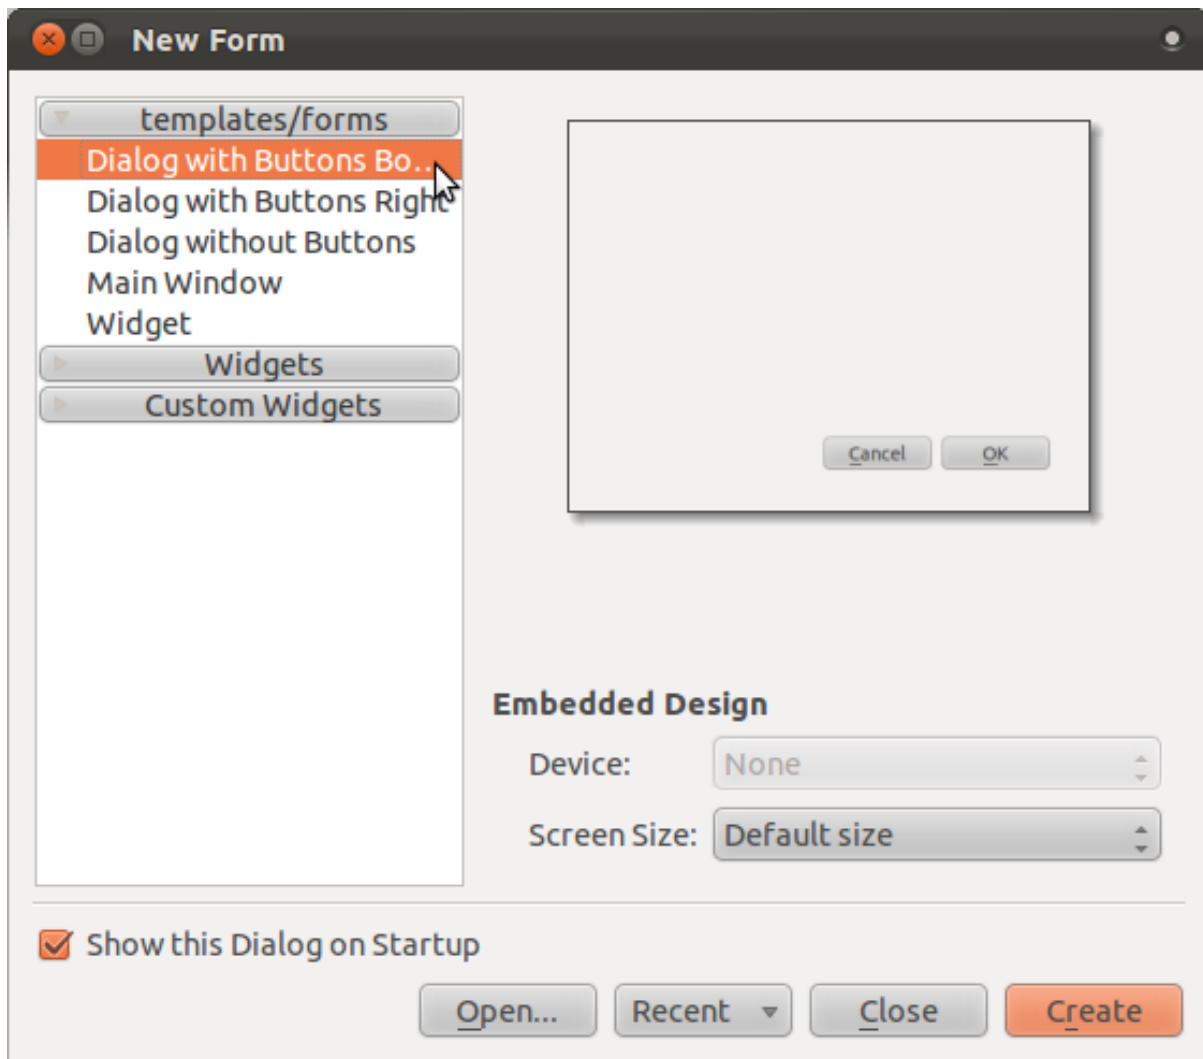 New Form
templates/forms
Dialog with Buttons Bo...
Dialog with Buttons Right
Dialog without Buttons
Main Window
Widget
Widgets
Custom Widgets
Cancel OK
Embedded Design
Device: None
Screen Size: Default size
Show this Dialog on Startup
Open... Recent Close Create